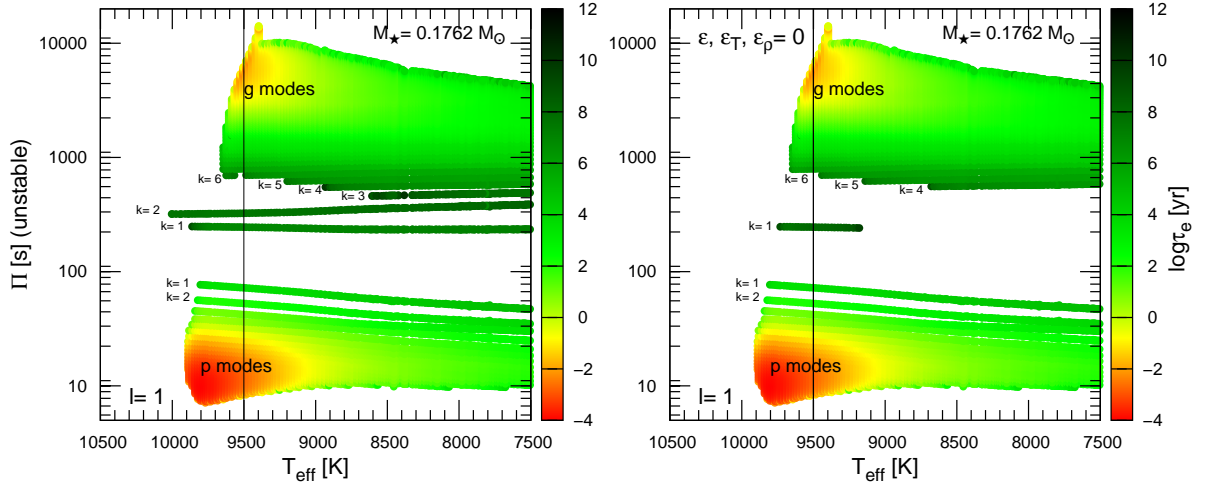 M★= 0.1762 M⊙
g modes
k= 6
k= 5
k= 4
k= 3
k= 2
k= 1
k= 1
k= 2
p modes
l= 1
Π [s] (unstable)
10000
1000
100
10
10500 10000 9500 9000 8500 8000 7500
T_eff [K]
12
10
8
6
4
2
0
−2
−4
ε, ε_T, ε_ρ= 0
M★= 0.1762 M⊙
g modes
k= 6
k= 5
k= 4
k= 1
k= 1
k= 2
p modes
l= 1
10000
1000
100
10
10500 10000 9500 9000 8500 8000 7500
T_eff [K]
12
10
8
6
4
2
0
−2
−4
logτ_e [yr]